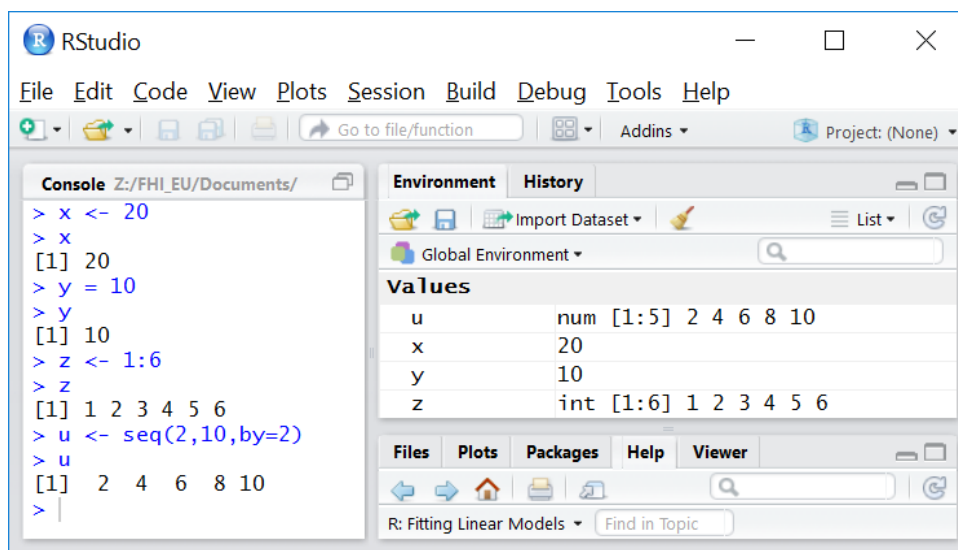 RStudio
File Edit Code View Plots Session Build Debug Tools Help
Go to file/function Addins Project: (None)
Console Z:/FHI_EU/Documents/
> x <- 20
> x
[1] 20
> y = 10
> y
[1] 10
> z <- 1:6
> z
[1] 1 2 3 4 5 6
> u <- seq(2,10,by=2)
> u
[1]  2  4  6  8 10
>
Environment History
Import Dataset List
Global Environment
Values
u num [1:5] 2 4 6 8 10
x 20
y 10
z int [1:6] 1 2 3 4 5 6
Files Plots Packages Help Viewer
R: Fitting Linear Models Find in Topic